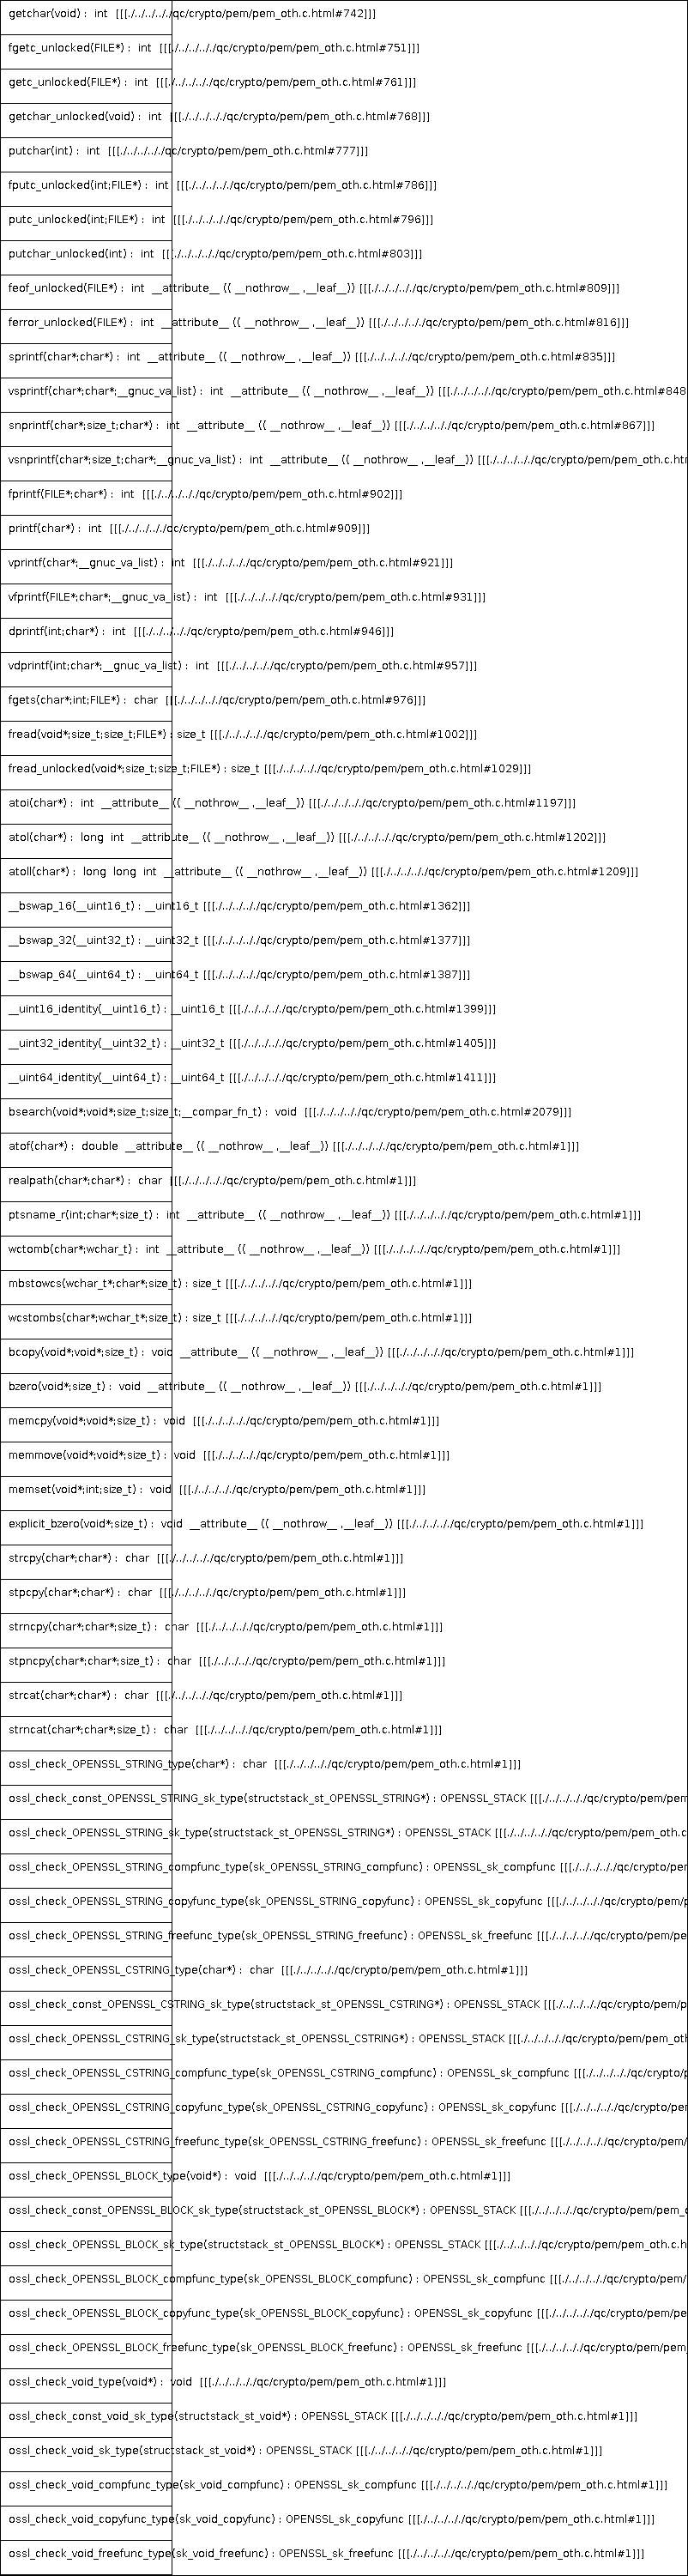 getchar(void) : int [[[./../../.././qc/crypto/pem/pem_oth.c.html#742]]]
fgetc_unlocked(FILE*) : int [[[./../../.././qc/crypto/pem/pem_oth.c.html#751]]]
getc_unlocked(FILE*) : int [[[./../../.././qc/crypto/pem/pem_oth.c.html#761]]]
getchar_unlocked(void) : int [[[./../../.././qc/crypto/pem/pem_oth.c.html#768]]]
putchar(int) : int [[[./../../.././qc/crypto/pem/pem_oth.c.html#777]]]
fputc_unlocked(int;FILE*) : int [[[./../../.././qc/crypto/pem/pem_oth.c.html#786]]]
putc_unlocked(int;FILE*) : int [[[./../../.././qc/crypto/pem/pem_oth.c.html#796]]]
putchar_unlocked(int) : int [[[./../../.././qc/crypto/pem/pem_oth.c.html#803]]]
feof_unlocked(FILE*) : int __attribute__ (( __nothrow__ ,__leaf__)) [[[./../../.././qc/crypto/pem/pem_oth.c.html#809]]]
ferror_unlocked(FILE*) : int __attribute__ (( __nothrow__ ,__leaf__)) [[[./../../.././qc/crypto/pem/pem_oth.c.html#816]]]
sprintf(char*;char*) : int __attribute__ (( __nothrow__ ,__leaf__)) [[[./../../.././qc/crypto/pem/pem_oth.c.html#835]]]
vsprintf(char*;char*;__gnuc_va_list) : int __attribute__ (( __nothrow__ ,__leaf__)) [[[./../../.././qc/crypto/pem/pem_oth.c.html#848
snprintf(char*;size_t;char*) : int __attribute__ (( __nothrow__ ,__leaf__)) [[[./../../.././qc/crypto/pem/pem_oth.c.html#867]]]
vsnprintf(char*;size_t;char*;__gnuc_va_list) : int __attribute__ (( __nothrow__ ,__leaf__)) [[[./../../.././qc/crypto/pem/pem_oth.c.htm
fprintf(FILE*;char*) : int [[[./../../.././qc/crypto/pem/pem_oth.c.html#902]]]
printf(char*) : int [[[./../../.././qc/crypto/pem/pem_oth.c.html#909]]]
vprintf(char*;__gnuc_va_list) : int [[[./../../.././qc/crypto/pem/pem_oth.c.html#921]]]
vfprintf(FILE*;char*;__gnuc_va_list) : int [[[./../../.././qc/crypto/pem/pem_oth.c.html#931]]]
dprintf(int;char*) : int [[[./../../.././qc/crypto/pem/pem_oth.c.html#946]]]
vdprintf(int;char*;__gnuc_va_list) : int [[[./../../.././qc/crypto/pem/pem_oth.c.html#957]]]
fgets(char*;int;FILE*) : char [[[./../../.././qc/crypto/pem/pem_oth.c.html#976]]]
fread(void*;size_t;size_t;FILE*) : size_t [[[./../../.././qc/crypto/pem/pem_oth.c.html#1002]]]
fread_unlocked(void*;size_t;size_t;FILE*) : size_t [[[./../../.././qc/crypto/pem/pem_oth.c.html#1029]]]
atoi(char*) : int __attribute__ (( __nothrow__ ,__leaf__)) [[[./../../.././qc/crypto/pem/pem_oth.c.html#1197]]]
atol(char*) : long int __attribute__ (( __nothrow__ ,__leaf__)) [[[./../../.././qc/crypto/pem/pem_oth.c.html#1202]]]
atoll(char*) : long long int __attribute__ (( __nothrow__ ,__leaf__)) [[[./../../.././qc/crypto/pem/pem_oth.c.html#1209]]]
__bswap_16(__uint16_t) : __uint16_t [[[./../../.././qc/crypto/pem/pem_oth.c.html#1362]]]
__bswap_32(__uint32_t) : __uint32_t [[[./../../.././qc/crypto/pem/pem_oth.c.html#1377]]]
__bswap_64(__uint64_t) : __uint64_t [[[./../../.././qc/crypto/pem/pem_oth.c.html#1387]]]
__uint16_identity(__uint16_t) : __uint16_t [[[./../../.././qc/crypto/pem/pem_oth.c.html#1399]]]
__uint32_identity(__uint32_t) : __uint32_t [[[./../../.././qc/crypto/pem/pem_oth.c.html#1405]]]
__uint64_identity(__uint64_t) : __uint64_t [[[./../../.././qc/crypto/pem/pem_oth.c.html#1411]]]
bsearch(void*;void*;size_t;size_t;__compar_fn_t) : void [[[./../../.././qc/crypto/pem/pem_oth.c.html#2079]]]
atof(char*) : double __attribute__ (( __nothrow__ ,__leaf__)) [[[./../../.././qc/crypto/pem/pem_oth.c.html#1]]]
realpath(char*;char*) : char [[[./../../.././qc/crypto/pem/pem_oth.c.html#1]]]
ptsname_r(int;char*;size_t) : int __attribute__ (( __nothrow__ ,__leaf__)) [[[./../../.././qc/crypto/pem/pem_oth.c.html#1]]]
wctomb(char*;wchar_t) : int __attribute__ (( __nothrow__ ,__leaf__)) [[[./../../.././qc/crypto/pem/pem_oth.c.html#1]]]
mbstowcs(wchar_t*;char*;size_t) : size_t [[[./../../.././qc/crypto/pem/pem_oth.c.html#1]]]
wcstombs(char*;wchar_t*;size_t) : size_t [[[./../../.././qc/crypto/pem/pem_oth.c.html#1]]]
bcopy(void*;void*;size_t) : void __attribute__ (( __nothrow__ ,__leaf__)) [[[./../../.././qc/crypto/pem/pem_oth.c.html#1]]]
bzero(void*;size_t) : void __attribute__ (( __nothrow__ ,__leaf__)) [[[./../../.././qc/crypto/pem/pem_oth.c.html#1]]]
memcpy(void*;void*;size_t) : void [[[./../../.././qc/crypto/pem/pem_oth.c.html#1]]]
memmove(void*;void*;size_t) : void [[[./../../.././qc/crypto/pem/pem_oth.c.html#1]]]
memset(void*;int;size_t) : void [[[./../../.././qc/crypto/pem/pem_oth.c.html#1]]]
explicit_bzero(void*;size_t) : void __attribute__ (( __nothrow__ ,__leaf__)) [[[./../../.././qc/crypto/pem/pem_oth.c.html#1]]]
strcpy(char*;char*) : char [[[./../../.././qc/crypto/pem/pem_oth.c.html#1]]]
stpcpy(char*;char*) : char [[[./../../.././qc/crypto/pem/pem_oth.c.html#1]]]
strncpy(char*;char*;size_t) : char [[[./../../.././qc/crypto/pem/pem_oth.c.html#1]]]
stpncpy(char*;char*;size_t) : char [[[./../../.././qc/crypto/pem/pem_oth.c.html#1]]]
strcat(char*;char*) : char [[[./../../.././qc/crypto/pem/pem_oth.c.html#1]]]
strncat(char*;char*;size_t) : char [[[./../../.././qc/crypto/pem/pem_oth.c.html#1]]]
ossl_check_OPENSSL_STRING_type(char*) : char [[[./../../.././qc/crypto/pem/pem_oth.c.html#1]]]
ossl_check_const_OPENSSL_STRING_sk_type(structstack_st_OPENSSL_STRING*) : OPENSSL_STACK [[[./../../.././qc/crypto/pem/pem
ossl_check_OPENSSL_STRING_sk_type(structstack_st_OPENSSL_STRING*) : OPENSSL_STACK [[[./../../.././qc/crypto/pem/pem_oth.c
ossl_check_OPENSSL_STRING_compfunc_type(sk_OPENSSL_STRING_compfunc) : OPENSSL_sk_compfunc [[[./../../.././qc/crypto/pem
ossl_check_OPENSSL_STRING_copyfunc_type(sk_OPENSSL_STRING_copyfunc) : OPENSSL_sk_copyfunc [[[./../../.././qc/crypto/pem/p
ossl_check_OPENSSL_STRING_freefunc_type(sk_OPENSSL_STRING_freefunc) : OPENSSL_sk_freefunc [[[./../../.././qc/crypto/pem/pe
ossl_check_OPENSSL_CSTRING_type(char*) : char [[[./../../.././qc/crypto/pem/pem_oth.c.html#1]]]
ossl_check_const_OPENSSL_CSTRING_sk_type(structstack_st_OPENSSL_CSTRING*) : OPENSSL_STACK [[[./../../.././qc/crypto/pem/p
ossl_check_OPENSSL_CSTRING_sk_type(structstack_st_OPENSSL_CSTRING*) : OPENSSL_STACK [[[./../../.././qc/crypto/pem/pem_oth
ossl_check_OPENSSL_CSTRING_compfunc_type(sk_OPENSSL_CSTRING_compfunc) : OPENSSL_sk_compfunc [[[./../../.././qc/crypto/p
ossl_check_OPENSSL_CSTRING_copyfunc_type(sk_OPENSSL_CSTRING_copyfunc) : OPENSSL_sk_copyfunc [[[./../../.././qc/crypto/pem
ossl_check_OPENSSL_CSTRING_freefunc_type(sk_OPENSSL_CSTRING_freefunc) : OPENSSL_sk_freefunc [[[./../../.././qc/crypto/pem/
ossl_check_OPENSSL_BLOCK_type(void*) : void [[[./../../.././qc/crypto/pem/pem_oth.c.html#1]]]
ossl_check_const_OPENSSL_BLOCK_sk_type(structstack_st_OPENSSL_BLOCK*) : OPENSSL_STACK [[[./../../.././qc/crypto/pem/pem_o
ossl_check_OPENSSL_BLOCK_sk_type(structstack_st_OPENSSL_BLOCK*) : OPENSSL_STACK [[[./../../.././qc/crypto/pem/pem_oth.c.h
ossl_check_OPENSSL_BLOCK_compfunc_type(sk_OPENSSL_BLOCK_compfunc) : OPENSSL_sk_compfunc [[[./../../.././qc/crypto/pem/
ossl_check_OPENSSL_BLOCK_copyfunc_type(sk_OPENSSL_BLOCK_copyfunc) : OPENSSL_sk_copyfunc [[[./../../.././qc/crypto/pem/pe
ossl_check_OPENSSL_BLOCK_freefunc_type(sk_OPENSSL_BLOCK_freefunc) : OPENSSL_sk_freefunc [[[./../../.././qc/crypto/pem/pem_
ossl_check_void_type(void*) : void [[[./../../.././qc/crypto/pem/pem_oth.c.html#1]]]
ossl_check_const_void_sk_type(structstack_st_void*) : OPENSSL_STACK [[[./../../.././qc/crypto/pem/pem_oth.c.html#1]]]
ossl_check_void_sk_type(structstack_st_void*) : OPENSSL_STACK [[[./../../.././qc/crypto/pem/pem_oth.c.html#1]]]
ossl_check_void_compfunc_type(sk_void_compfunc) : OPENSSL_sk_compfunc [[[./../../.././qc/crypto/pem/pem_oth.c.html#1]]]
ossl_check_void_copyfunc_type(sk_void_copyfunc) : OPENSSL_sk_copyfunc [[[./../../.././qc/crypto/pem/pem_oth.c.html#1]]]
ossl_check_void_freefunc_type(sk_void_freefunc) : OPENSSL_sk_freefunc [[[./../../.././qc/crypto/pem/pem_oth.c.html#1]]]